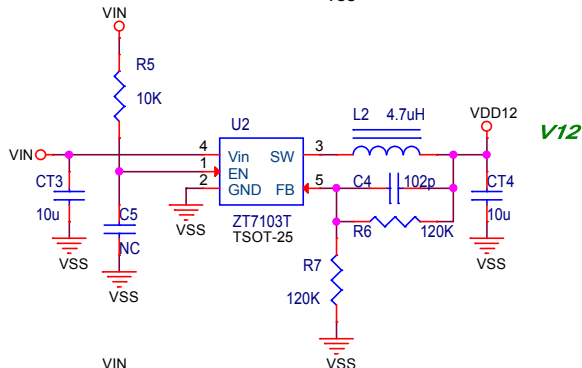 VSS
VIN
R5
10K
U2
L2 4.7uH
VDD12
V12
VIN
4 Vin SW 3
1 EN
2 GND FB 5
CT3
10u
C5
NC
VSS
ZT7103T
TSOT-25
C4 102p
R6 120K
CT4
10u
VSS
VSS
VSS
R7
120K
VSS
VIN